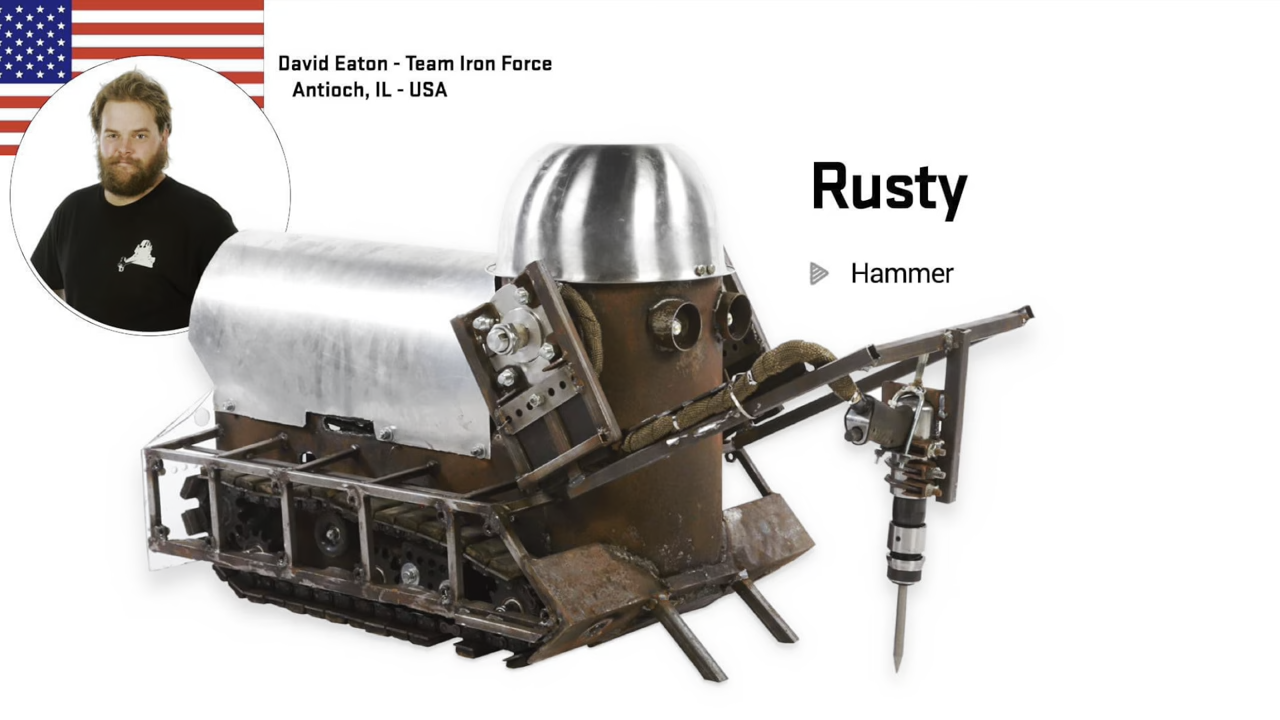 David Eaton - Team Iron Force
Antioch, IL - USA
Rusty
Hammer